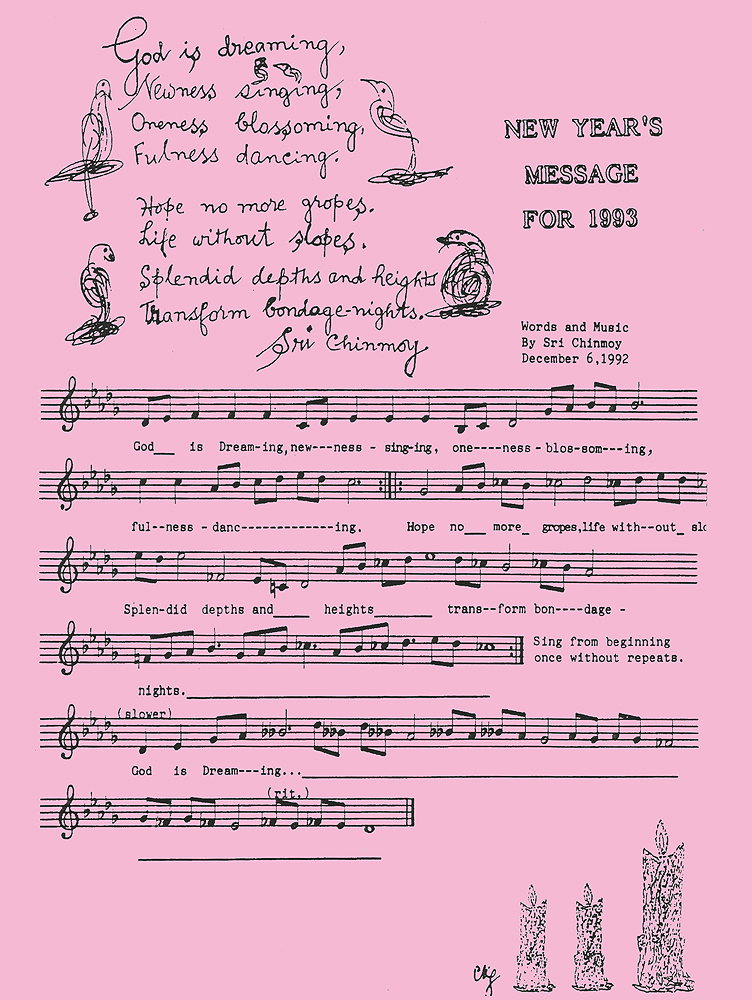 God is dreaming,
Newness singing,
Oneness blossoming,
Fulness dancing.
Hope no more gropes.
Life without slopes.
Splendid depths and heights
Transform bondage-nights.
Sri Chinmoy
NEW YEAR'S
MESSAGE
FOR 1993
Words and Music
By Sri Chinmoy
December 6,1992
God___ is Dream-ing,new---ness - sing-ing, one----ness-blos-som---ing,
ful--ness - danc-------------ing. Hope no___ more_ gropes,life with--out_ slo
Splen-did depths and____ heights______ trans--form bon----dage -
Sing from beginning
once without repeats.
nights.______
(slower)
God is Dream---ing...______
(rit.)